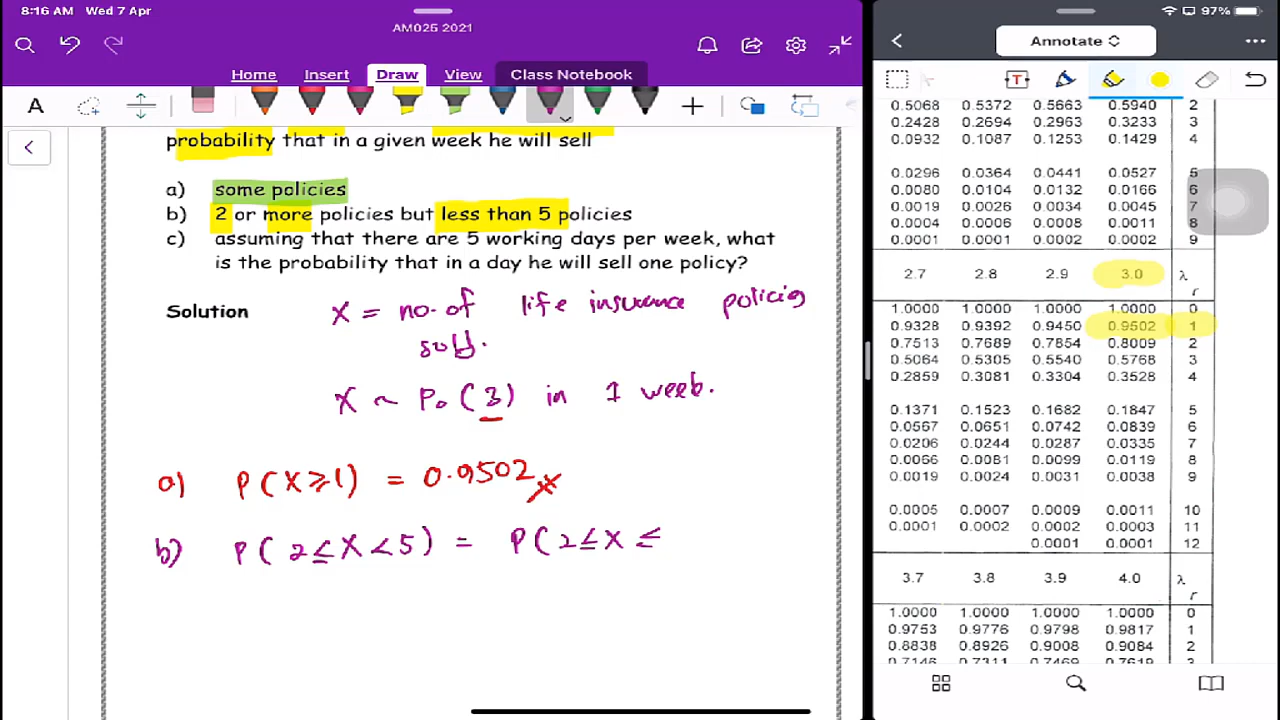 8:16 AM Wed 7 Apr
97%
AM025 2021
Home Insert Draw View Class Notebook
A
probability that in a given week he will sell
a) some policies
b) 2 or more policies but less than 5 policies
c) assuming that there are 5 working days per week, what
is the probability that in a day he will sell one policy?
Solution
X = no. of life insurance policies
sold.
X ~ Po (3) in 1 week.
a) P(X≥1) = 0.9502
b) P(2≤X<5) = P(2≤X≤
Annotate
T
0.5068 0.5372 0.5663 0.5940 2
0.2428 0.2694 0.2963 0.3233 3
0.0932 0.1087 0.1253 0.1429 4
0.0296 0.0364 0.0441 0.0527 5
0.0080 0.0104 0.0132 0.0166 6
0.0019 0.0026 0.0034 0.0045 7
0.0004 0.0006 0.0008 0.0011 8
0.0001 0.0001 0.0002 0.0002 9
2.7 2.8 2.9 3.0 λ
r
1.0000 1.0000 1.0000 1.0000 0
0.9328 0.9392 0.9450 0.9502 1
0.7513 0.7689 0.7854 0.8009 2
0.5064 0.5305 0.5540 0.5768 3
0.2859 0.3081 0.3304 0.3528 4
0.1371 0.1523 0.1682 0.1847 5
0.0567 0.0651 0.0742 0.0839 6
0.0206 0.0244 0.0287 0.0335 7
0.0066 0.0081 0.0099 0.0119 8
0.0019 0.0024 0.0031 0.0038 9
0.0005 0.0007 0.0009 0.0011 10
0.0001 0.0002 0.0002 0.0003 11
0.0001 0.0001 12
3.7 3.8 3.9 4.0 λ
r
1.0000 1.0000 1.0000 1.0000 0
0.9753 0.9776 0.9798 0.9817 1
0.8838 0.8926 0.9008 0.9084 2
0.7146 0.7311 0.7469 0.7619 3